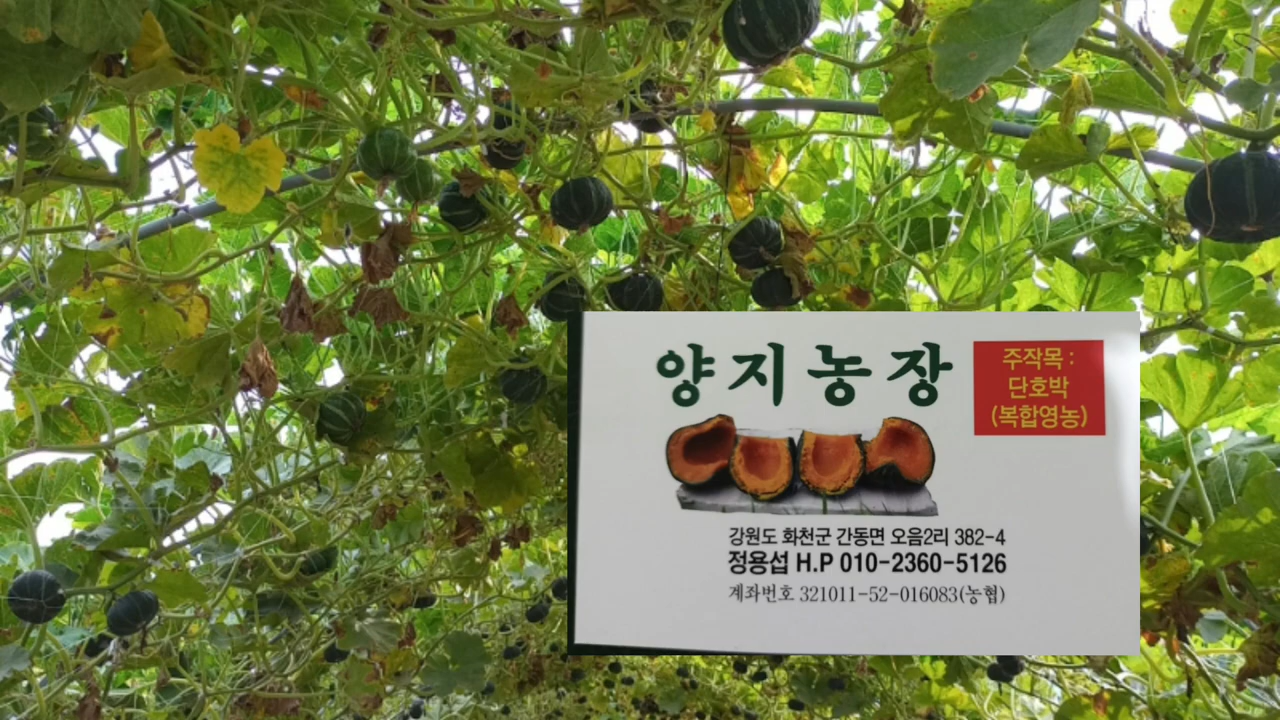 양지농장
주작목 :
단호박
(복합영농)
강원도 화천군 간동면 오음2리 382-4
정용섭 H.P 010-2360-5126
계좌번호 321011-52-016083(농협)